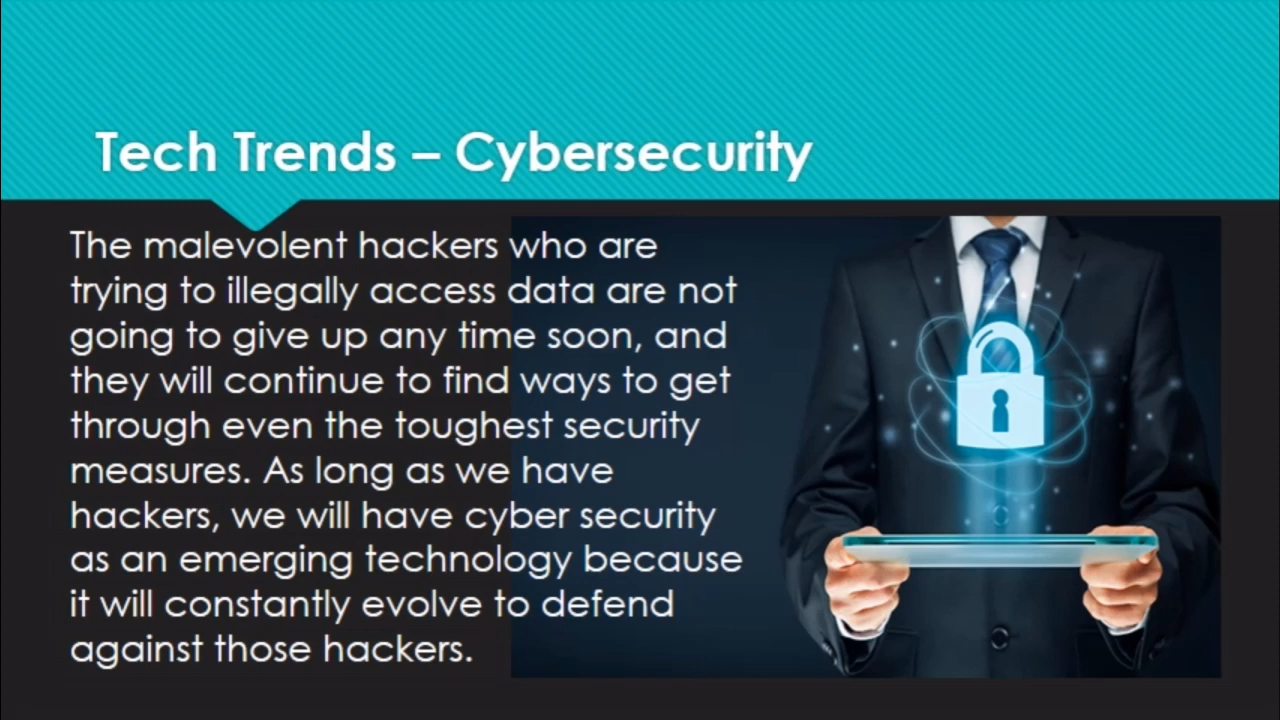 Tech Trends – Cybersecurity
The malevolent hackers who are
trying to illegally access data are not
going to give up any time soon, and
they will continue to find ways to get
through even the toughest security
measures. As long as we have
hackers, we will have cyber security
as an emerging technology because
it will constantly evolve to defend
against those hackers.